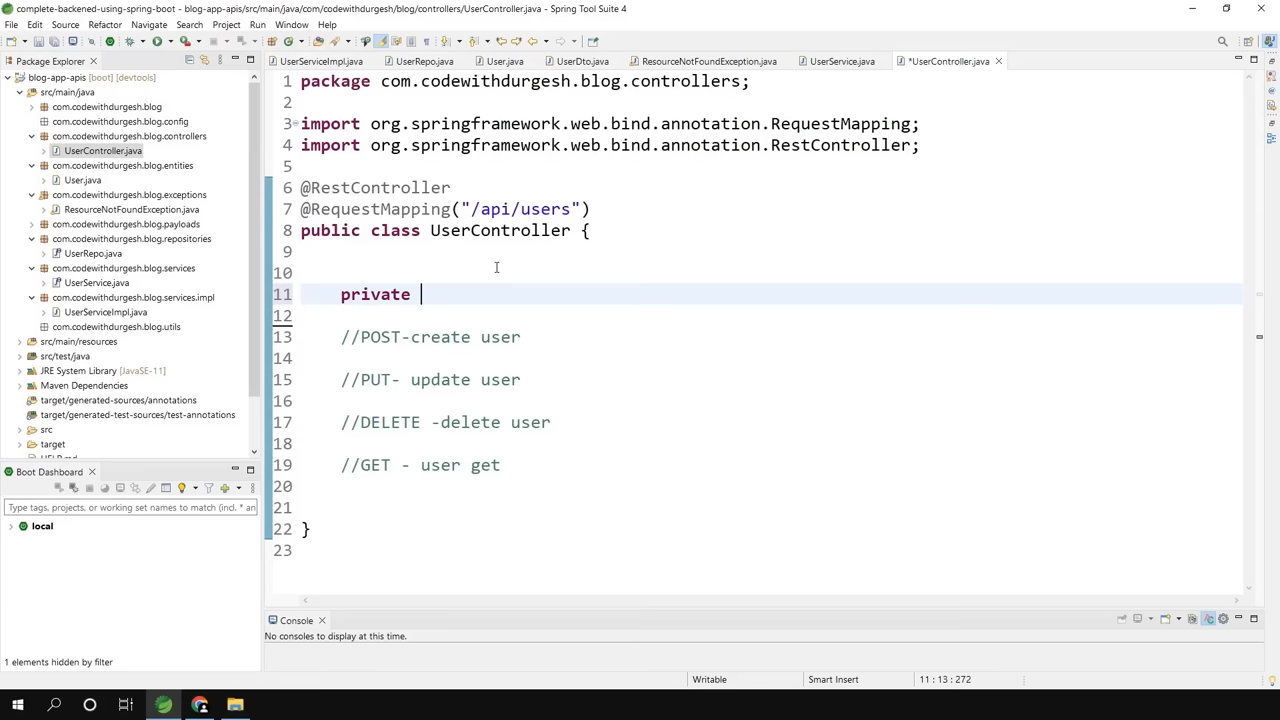 complete-backened-using-spring-boot - blog-app-apis/src/main/java/com/codewithdurgesh/blog/controllers/UserController.java - Spring Tool Suite 4
File Edit Source Refactor Navigate Search Project Run Window Help
Package Explorer
blog-app-apis [boot] [devtools]
src/main/java
com.codewithdurgesh.blog
com.codewithdurgesh.blog.config
com.codewithdurgesh.blog.controllers
UserController.java
com.codewithdurgesh.blog.entities
User.java
com.codewithdurgesh.blog.exceptions
ResourceNotFoundException.java
com.codewithdurgesh.blog.payloads
com.codewithdurgesh.blog.repositories
UserRepo.java
com.codewithdurgesh.blog.services
UserService.java
com.codewithdurgesh.blog.services.impl
UserServiceImpl.java
com.codewithdurgesh.blog.utils
src/main/resources
src/test/java
JRE System Library [JavaSE-11]
Maven Dependencies
target/generated-sources/annotations
target/generated-test-sources/test-annotations
src
target
HELP.md
Boot Dashboard
Type tags, projects, or working set names to match (incl. * an
local
1 elements hidden by filter
UserServiceImpl.java UserRepo.java User.java UserDto.java ResourceNotFoundException.java UserService.java *UserController.java
1 package com.codewithdurgesh.blog.controllers;
2
3 import org.springframework.web.bind.annotation.RequestMapping;
4 import org.springframework.web.bind.annotation.RestController;
5
6 @RestController
7 @RequestMapping("/api/users")
8 public class UserController {
9
10
11 private
12
13 //POST-create user
14
15 //PUT- update user
16
17 //DELETE -delete user
18
19 //GET - user get
20
21
22 }
23
Console
No consoles to display at this time.
Writable Smart Insert 11 : 13 : 272